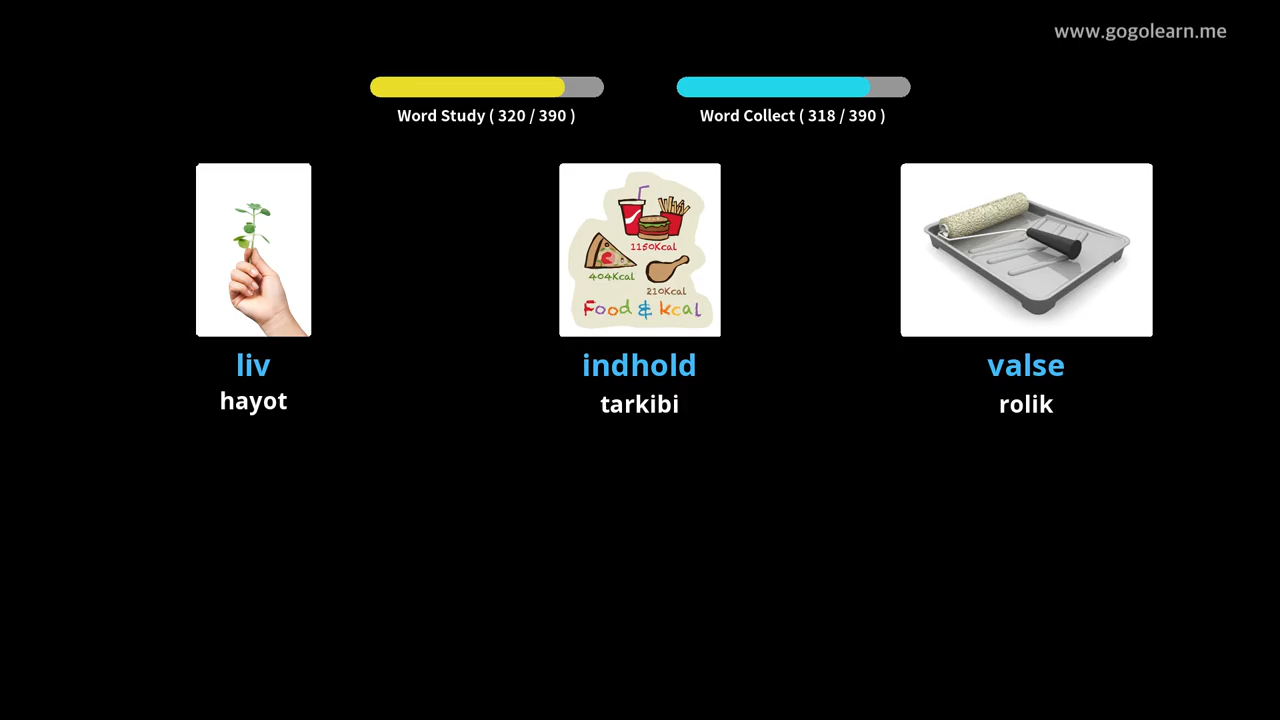 www.gogolearn.me
Word Study ( 320 / 390 )
Word Collect ( 318 / 390 )
1150Kcal
404Kcal
210Kcal
Food & kcal
liv
indhold
valse
hayot
tarkibi
rolik